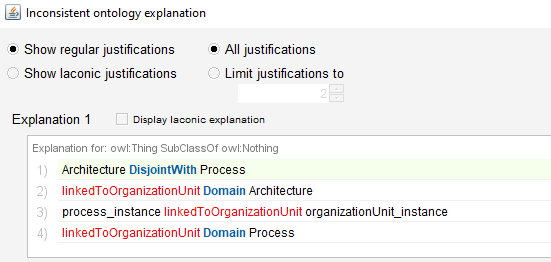 Inconsistent ontology explanation
Show regular justifications All justifications
Show laconic justifications Limit justifications to
2
Explanation 1 Display laconic explanation
Explanation for: owl:Thing SubClassOf owl:Nothing
1) Architecture DisjointWith Process
2) linkedToOrganizationUnit Domain Architecture
3) process_instance linkedToOrganizationUnit organizationUnit_instance
4) linkedToOrganizationUnit Domain Process